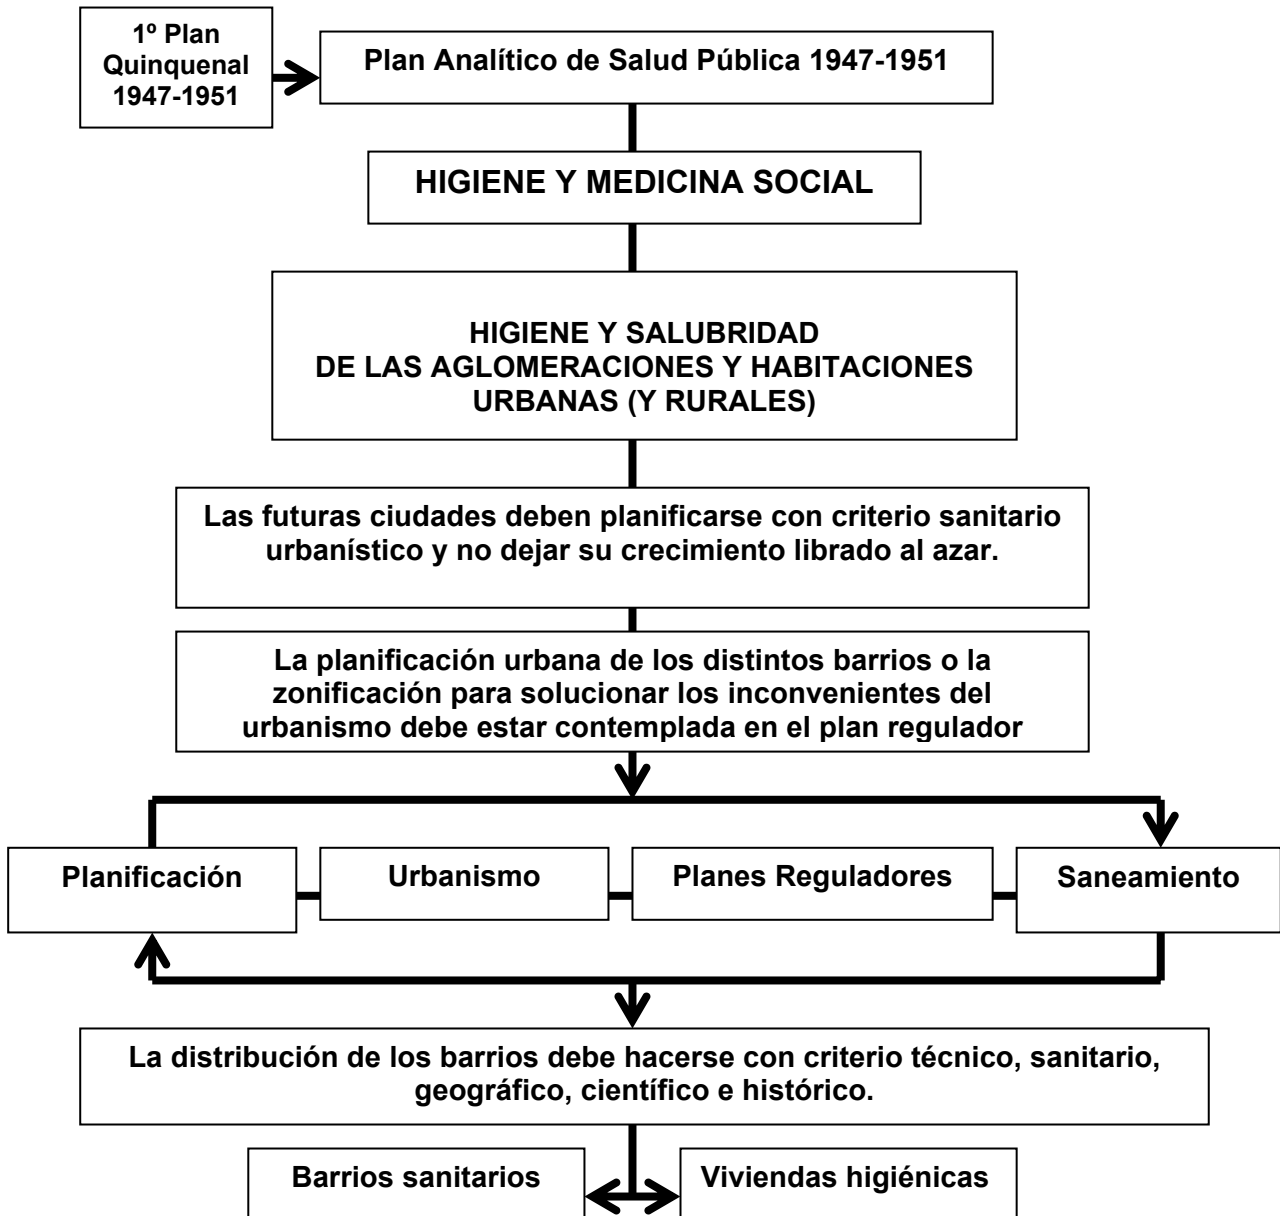 1º Plan
Quinquenal
1947-1951
Plan Analítico de Salud Pública 1947-1951
HIGIENE Y MEDICINA SOCIAL
HIGIENE Y SALUBRIDAD
DE LAS AGLOMERACIONES Y HABITACIONES
URBANAS (Y RURALES)
Las futuras ciudades deben planificarse con criterio sanitario
urbanístico y no dejar su crecimiento librado al azar.
La planificación urbana de los distintos barrios o la
zonificación para solucionar los inconvenientes del
urbanismo debe estar contemplada en el plan regulador
Planificación
Urbanismo
Planes Reguladores
Saneamiento
La distribución de los barrios debe hacerse con criterio técnico, sanitario,
geográfico, científico e histórico.
Barrios sanitarios
Viviendas higiénicas